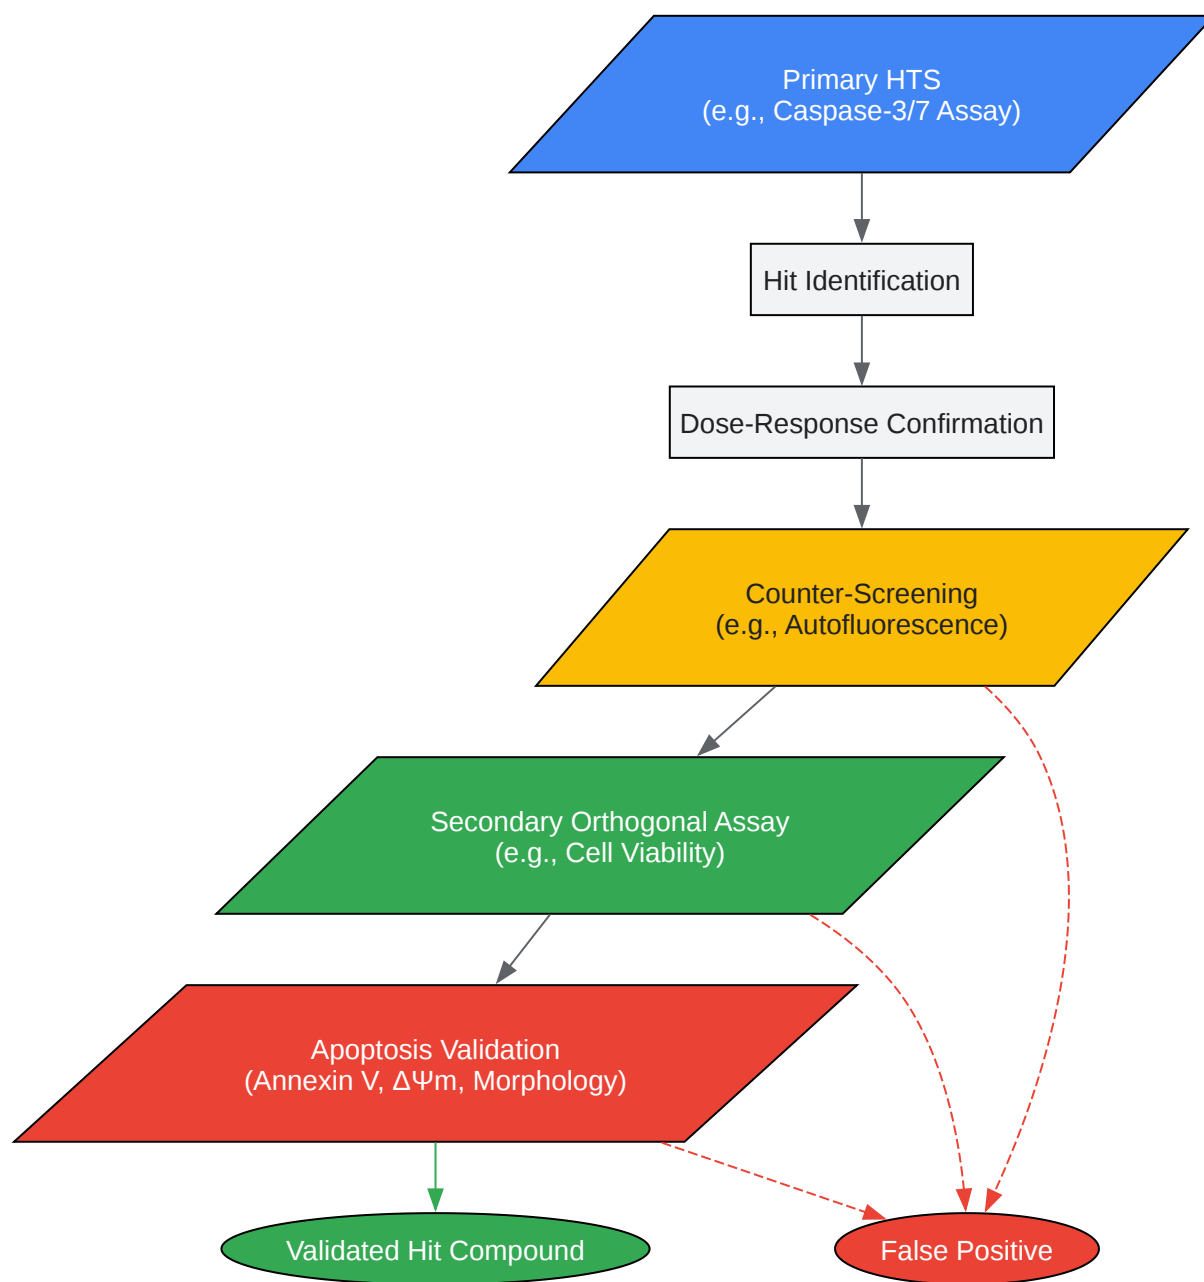 Primary HTS
(e.g., Caspase-3/7 Assay)
Hit Identification
Dose-Response Confirmation
Counter-Screening
(e.g., Autofluorescence)
Secondary Orthogonal Assay
(e.g., Cell Viability)
Apoptosis Validation
(Annexin V, ΔΨm, Morphology)
Validated Hit Compound
False Positive